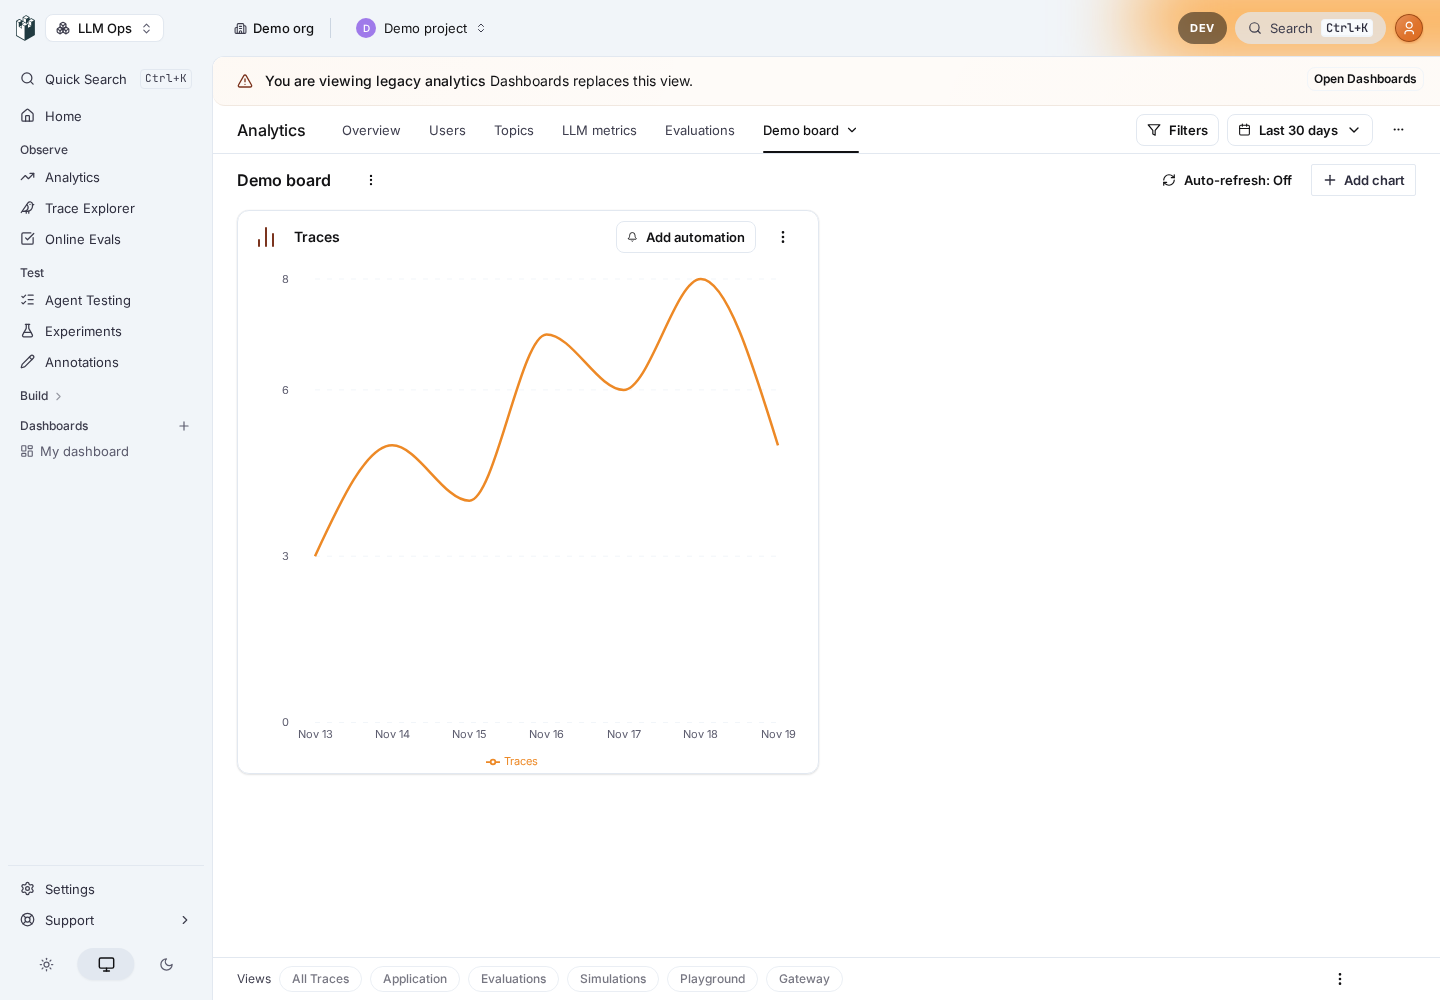 LLM Ops
Demo org
D
Demo project
DEV
Search Ctrl+K
Quick Search Ctrl+K
Home
Observe
Analytics
Trace Explorer
Online Evals
Test
Agent Testing
Experiments
Annotations
Build
Dashboards
My dashboard
Settings
Support
You are viewing legacy analytics Dashboards replaces this view.
Open Dashboards
Analytics
Overview
Users
Topics
LLM metrics
Evaluations
Demo board
Filters
Last 30 days
Demo board
Auto-refresh: Off
Add chart
Traces
Add automation
8
6
3
0
Nov 13
Nov 14
Nov 15
Nov 16
Nov 17
Nov 18
Nov 19
Traces
Views
All Traces
Application
Evaluations
Simulations
Playground
Gateway